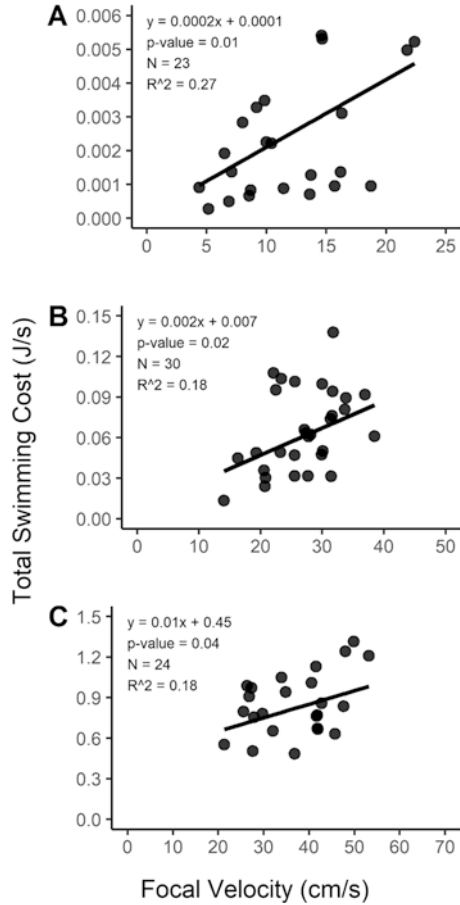 A
y = 0.0002x + 0.0001
p-value = 0.01
N = 23
R^2 = 0.27
0.006
0.005
0.004
0.003
0.002
0.001
0.000
0 5 10 15 20 25
B
y = 0.002x + 0.007
p-value = 0.02
N = 30
R^2 = 0.18
0.15
0.12
0.09
0.06
0.03
0.00
0 10 20 30 40 50
Total Swimming Cost (J/s)
C
y = 0.01x + 0.45
p-value = 0.04
N = 24
R^2 = 0.18
1.5
1.2
0.9
0.6
0.3
0.0
0 10 20 30 40 50 60 70
Focal Velocity (cm/s)